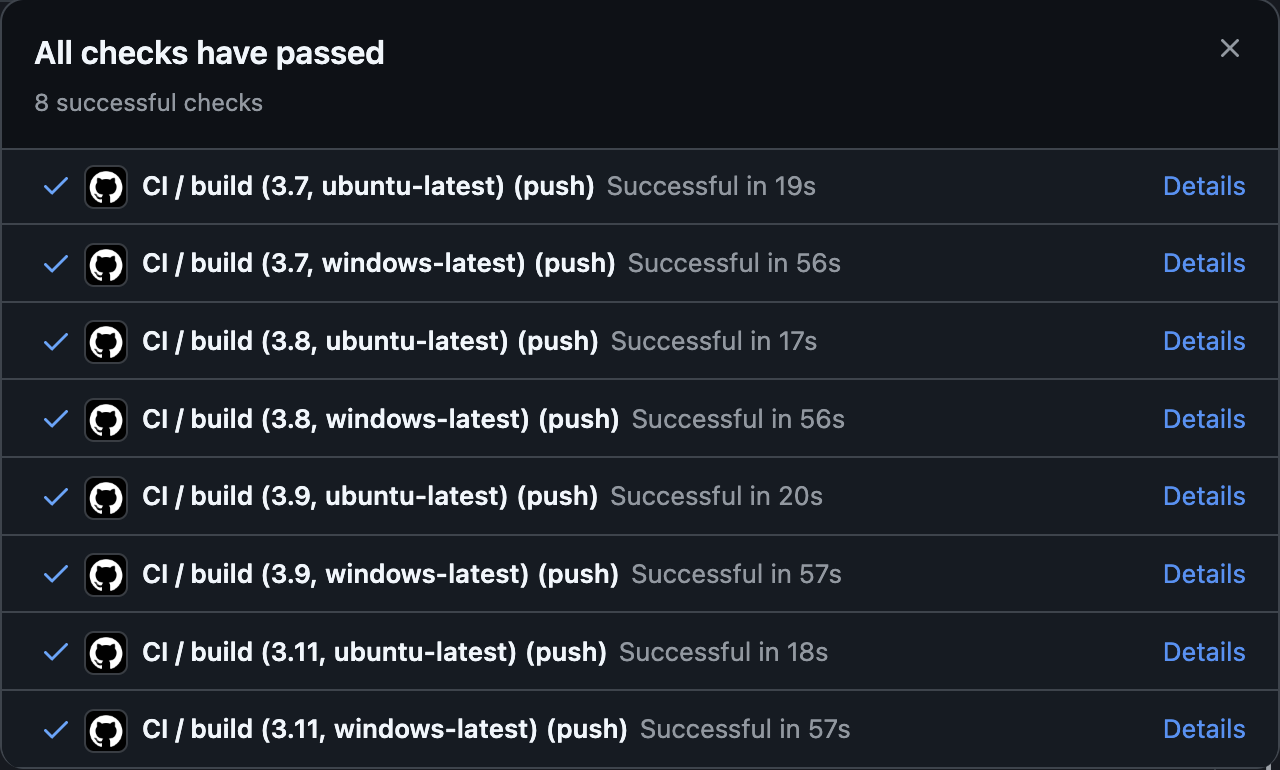 All checks have passed
8 successful checks
CI / build (3.7, ubuntu-latest) (push) Successful in 19s Details
CI / build (3.7, windows-latest) (push) Successful in 56s Details
CI / build (3.8, ubuntu-latest) (push) Successful in 17s Details
CI / build (3.8, windows-latest) (push) Successful in 56s Details
CI / build (3.9, ubuntu-latest) (push) Successful in 20s Details
CI / build (3.9, windows-latest) (push) Successful in 57s Details
CI / build (3.11, ubuntu-latest) (push) Successful in 18s Details
CI / build (3.11, windows-latest) (push) Successful in 57s Details